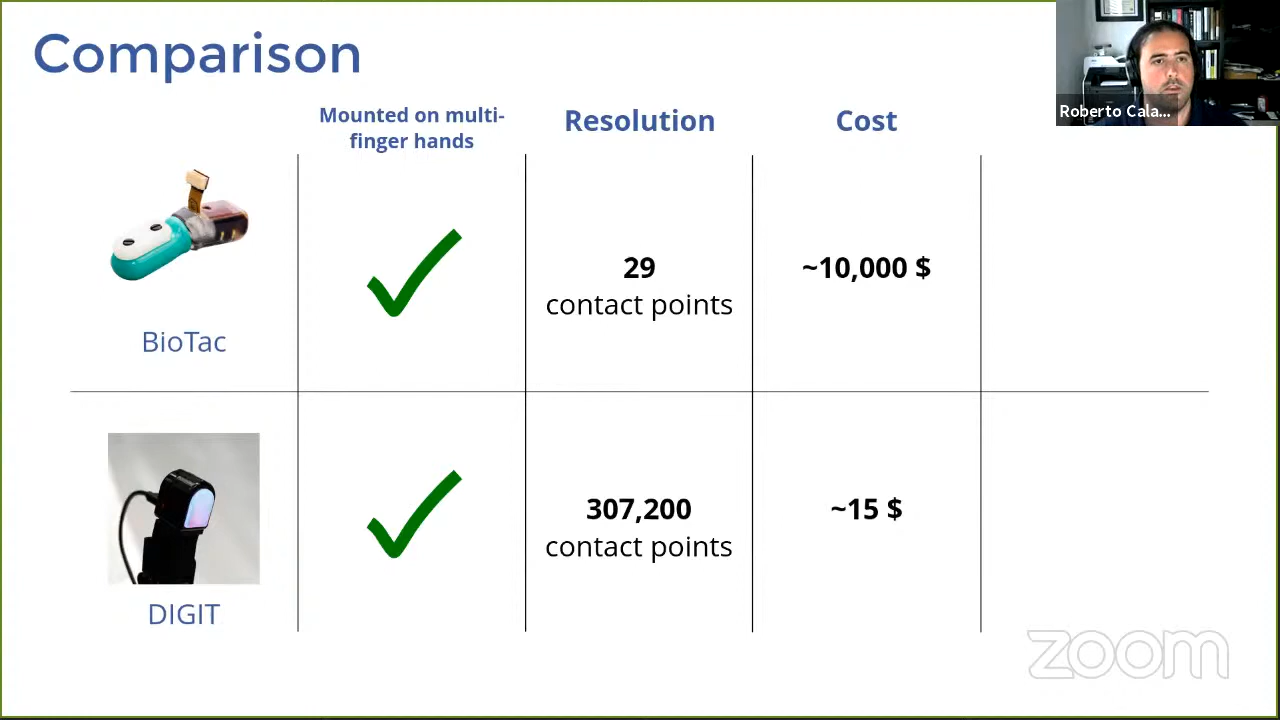 Comparison
Roberto Cala...
Mounted on multi-
finger hands
Resolution
Cost
29
contact points
~10,000 $
BioTac
307,200
contact points
~15 $
DIGIT
zoom